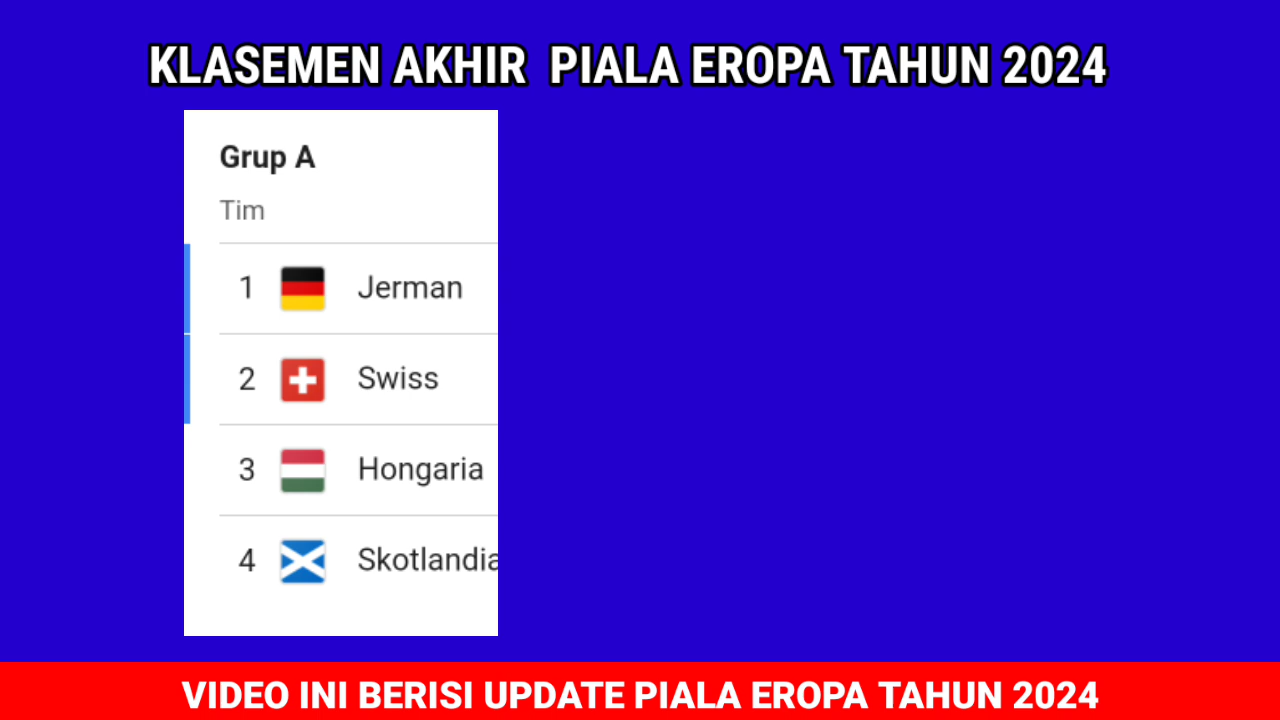 KLASEMEN AKHIR PIALA EROPA TAHUN 2024
Grup A
Tim
1 Jerman
2 Swiss
3 Hongaria
4 Skotlandia
VIDEO INI BERISI UPDATE PIALA EROPA TAHUN 2024